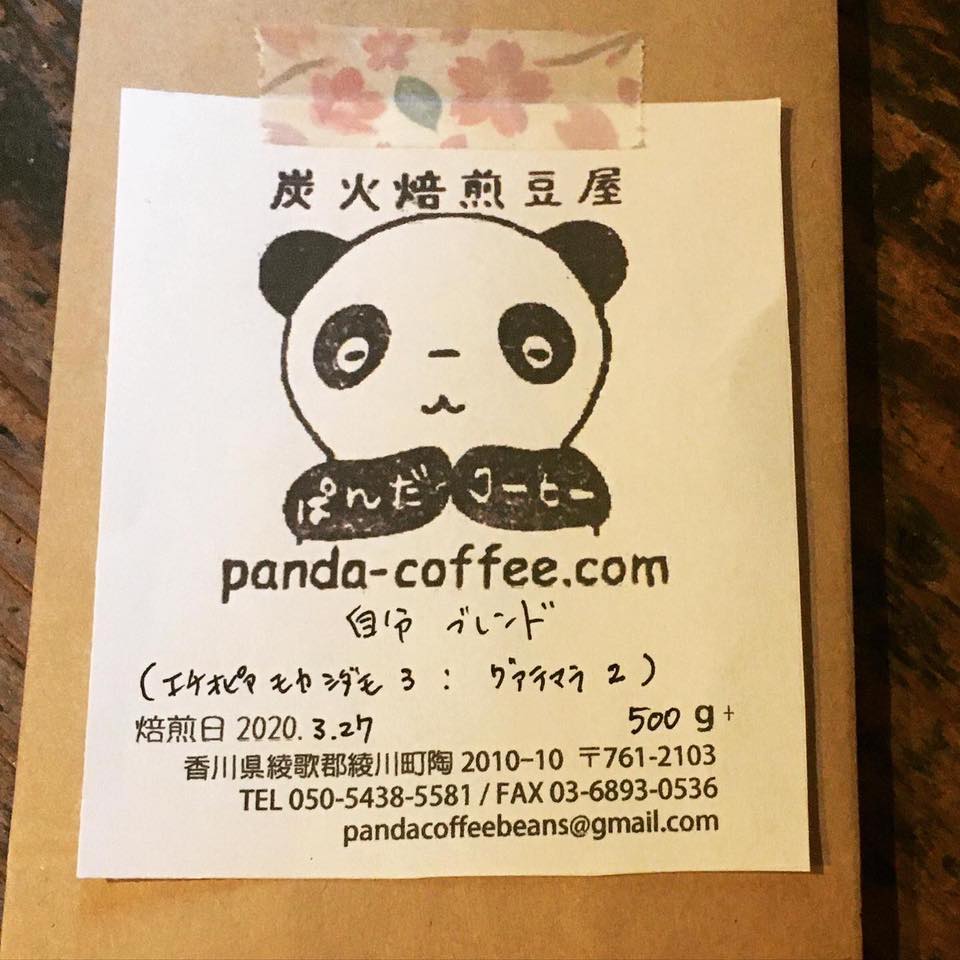 炭火焙煎豆屋
ぱんだ コーヒー
panda-coffee.com
自分 ブレンド
(エチオピア モカシダモ 3 : グアテマラ 2)
焙煎日 2020. 3.27 500 g+
香川県綾歌郡綾川町陶 2010-10 〒761-2103
TEL 050-5438-5581 / FAX 03-6893-0536
pandacoffeebeans@gmail.com